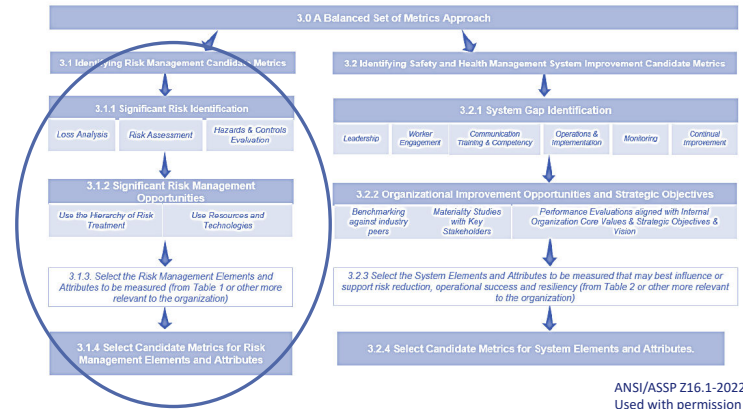 3.0 A Balanced Set of Metrics Approach
3.1 Identifying Risk Management Candidate Metrics
3.1.1 Significant Risk Identification
Loss Analysis
Risk Assessment
Hazards & Controls
Evaluation
3.1.2 Significant Risk Management
Opportunities
Use the Hierarchy of Risk
Treatment
Use Resources and
Technologies
3.1.3. Select the Risk Management Elements and
Attributes to be measured (from Table 1 or other more
relevant to the organization)
3.1.4 Select Candidate Metrics for Risk
Management Elements and Attributes
3.2 Identifying Safety and Health Management System Improvement Candidate Metrics
3.2.1 System Gap Identification
Leadership
Worker
Engagement
Communication
Training & Competency
Operations &
Implementation
Monitoring
Continual
Improvement
3.2.2 Organizational Improvement Opportunities and Strategic Objectives
Benchmarking
against industry
peers
Materiality Studies
with Key
Stakeholders
Performance Evaluations aligned with Internal
Organization Core Values & Strategic Objectives &
Vision
3.2.3 Select the System Elements and Attributes to be measured that may best influence or
support risk reduction, operational success and resiliency (from Table 2 or other more relevant
to the organization)
3.2.4 Select Candidate Metrics for System Elements and Attributes.
ANSI/ASSP Z16.1-2022
Used with permission